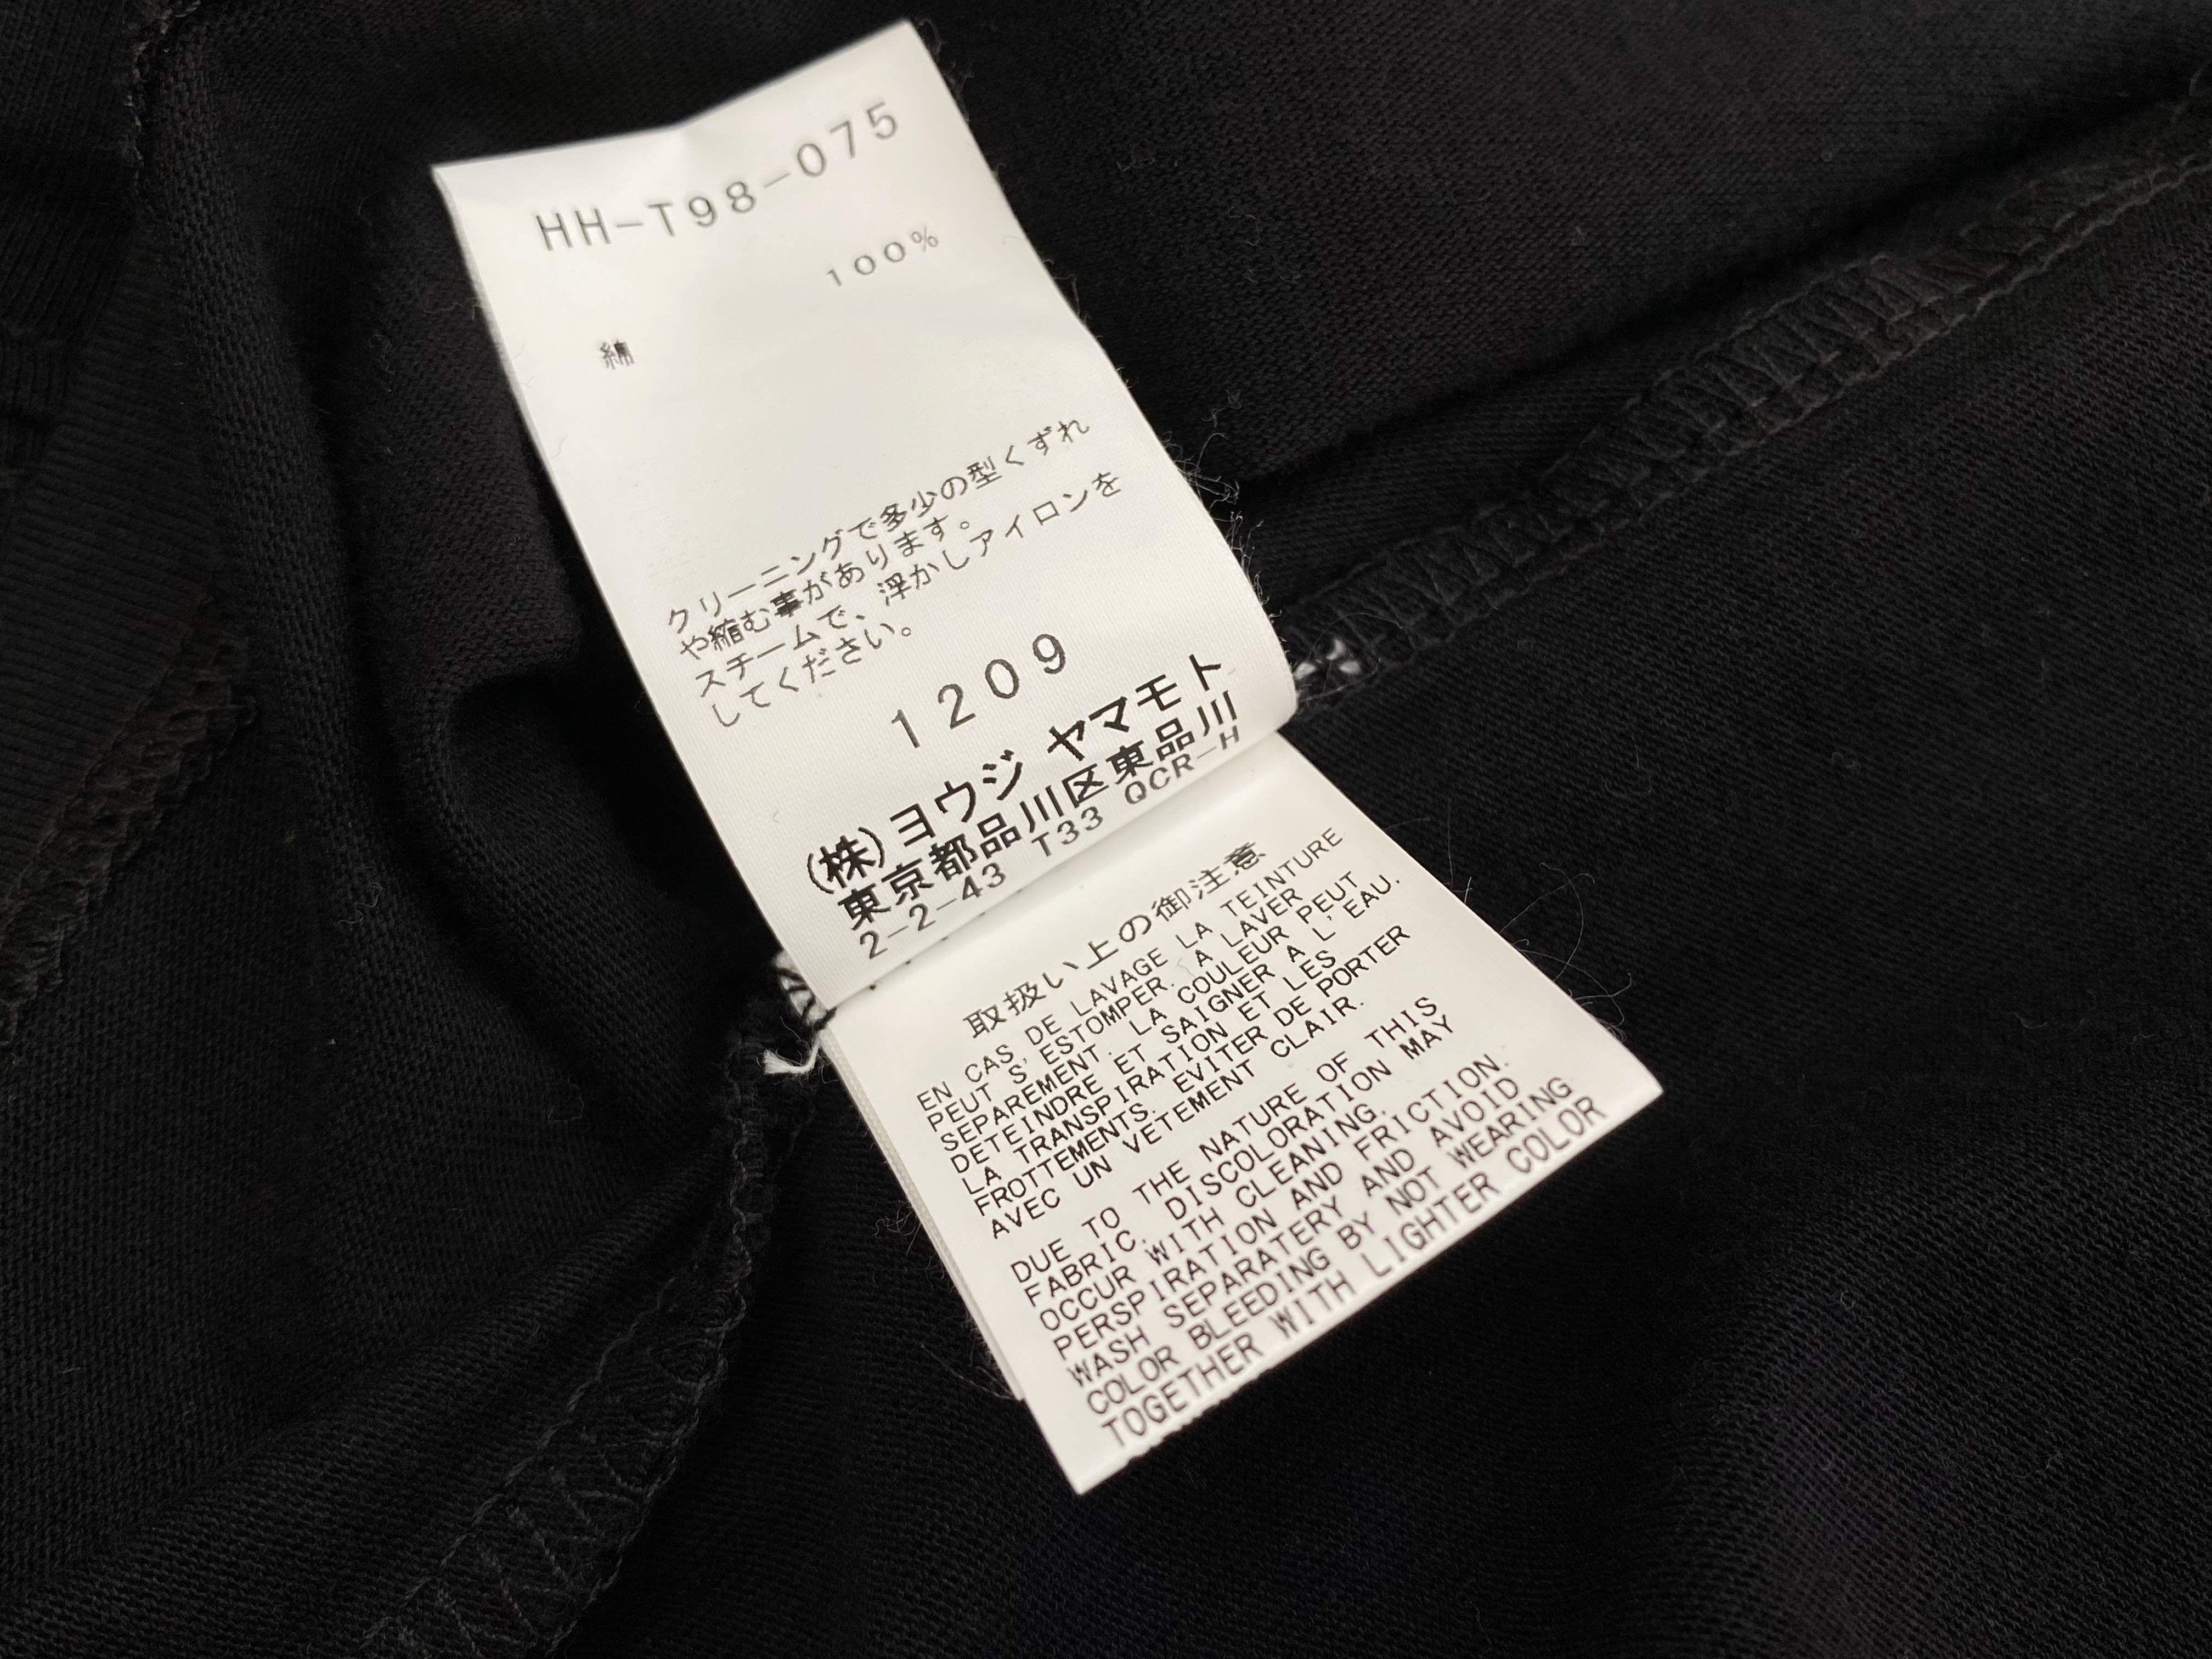 HH-T98-075
100%
綿
クリーニングで多少の型くずれ
や縮む事があります。
スチームで、浮かしアイロンを
してください。
1209
(株)ヨウジ ヤマモト
東京都品川区東品川
2-2-43 T33 QCR-H
取扱い上の御注意
EN CAS DE LAVAGE LA TEINTURE
PEUT S'ESTOMPER. A LAVER
SEPAREMENT. LA COULEUR PEUT
DETEINDRE ET SAIGNER A L'EAU,
LA TRANSPIRATION ET LES
FROTTEMENTS. EVITER DE PORTER
AVEC UN VETEMENT CLAIR.
DUE TO THE NATURE OF THIS
FABRIC, DISCOLORATION MAY
OCCUR WITH CLEANING,
PERSPIRATION AND FRICTION.
WASH SEPARATERY AND AVOID
COLOR BLEEDING BY NOT WEARING
TOGETHER WITH LIGHTER COLOR